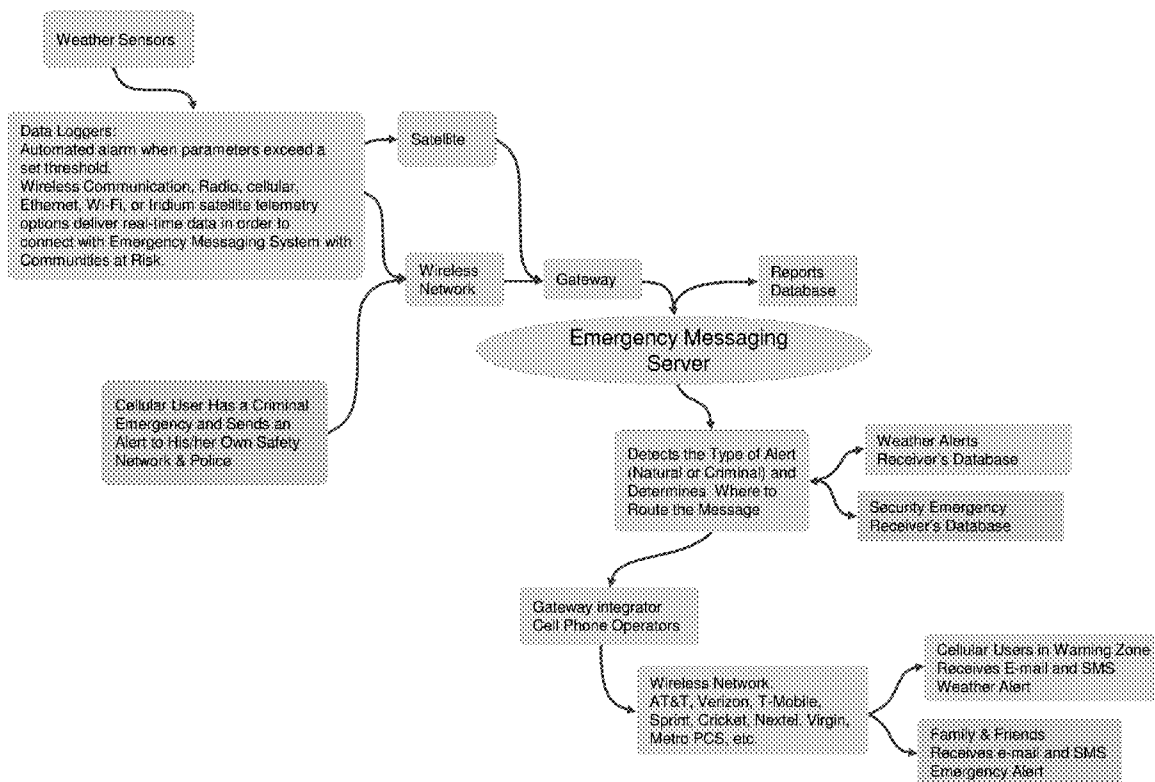 Weather Sensors
Data Loggers:
Automated alarm when parameters exceed a
set threshold.
Wireless Communication, Radio, cellular,
Ethernet, Wi-Fi, or Iridium satellite telemetry
options deliver real-time data in order to
connect with Emergency Messaging System with
Communities at Risk.
Satellite
Wireless
Network
Gateway
Reports
Database
Emergency Messaging
Server
Cellular User Has a Criminal
Emergency and Sends an
Alert to His/her Own Safety
Network & Police
Detects the Type of Alert
(Natural or Criminal) and
Determines Where to
Route the Message
Weather Alerts
Receiver's Database
Security Emergency
Receiver's Database
Gateway integrator
Cell Phone Operators
Wireless Network
AT&T, Verizon, T-Mobile,
Sprint, Cricket, Nextel, Virgin,
Metro PCS, etc
Cellular Users in Warning Zone
Receives E-mail and SMS
Weather Alert
Family & Friends
Receives e-mail and SMS
Emergency Alert